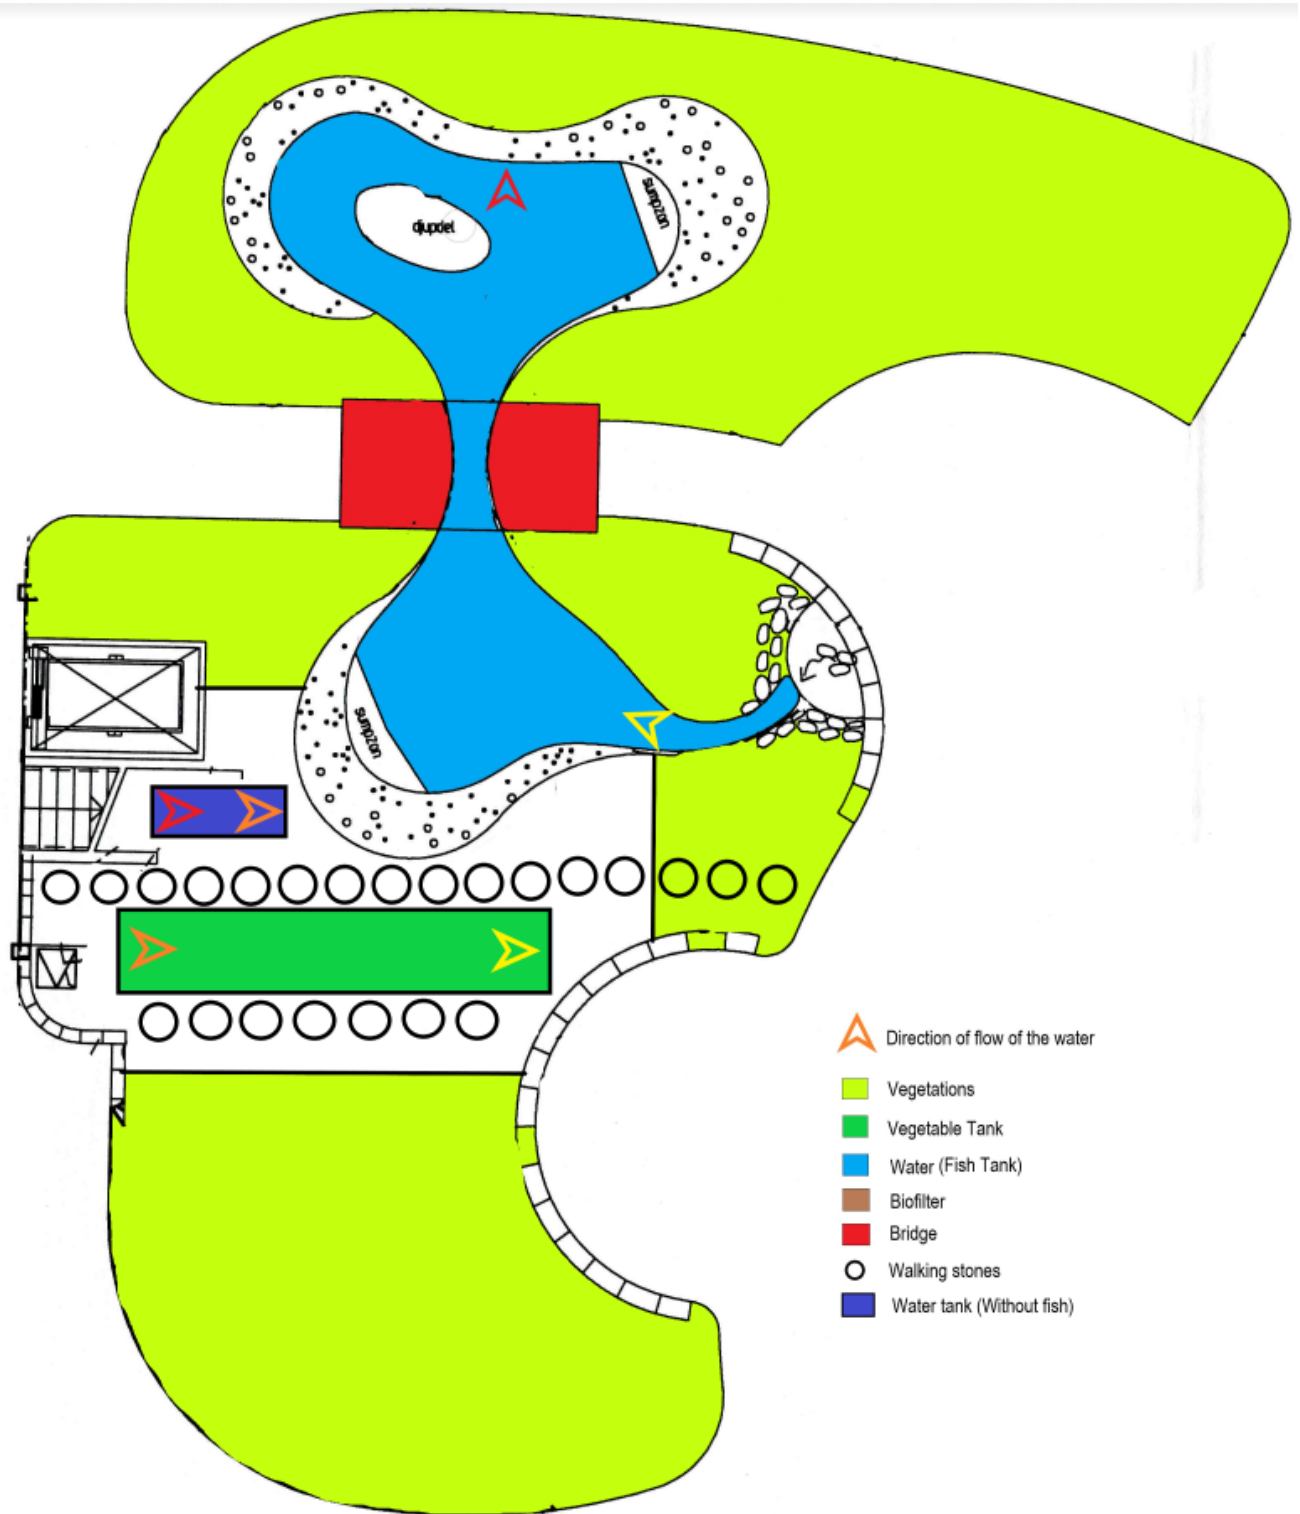 sumpzon
djupdel
sumpzon
Direction of flow of the water
Vegetations
Vegetable Tank
Water (Fish Tank)
Biofilter
Bridge
Walking stones
Water tank (Without fish)